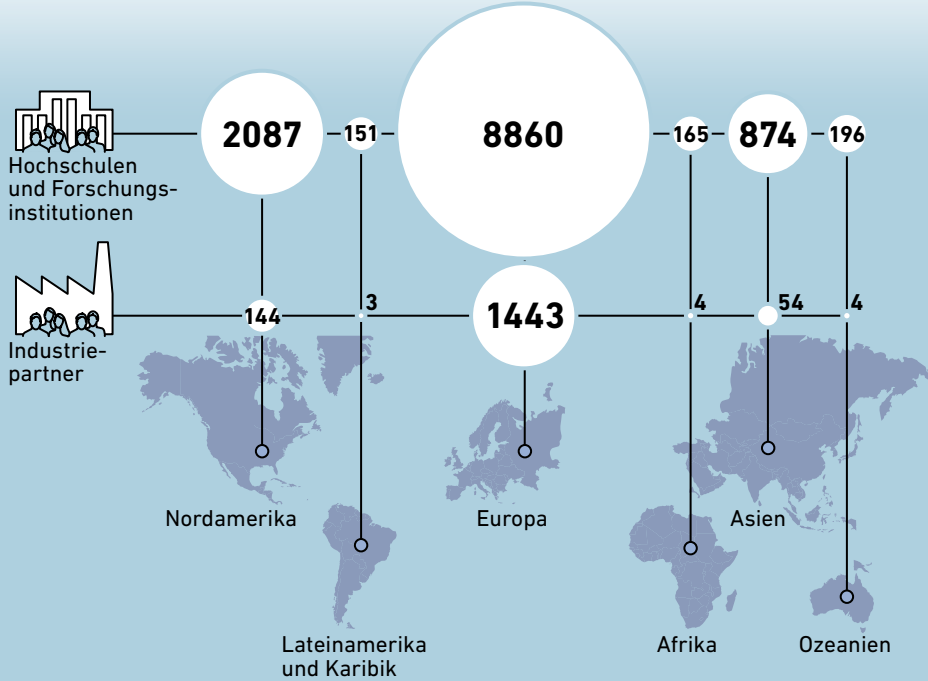 2087
151
8860
165
874
196
Hochschulen
und Forschungs-
institutionen
144
3
1443
4
54
4
Industrie-
partner
Nordamerika
Europa
Asien
Lateinamerika
und Karibik
Afrika
Ozeanien